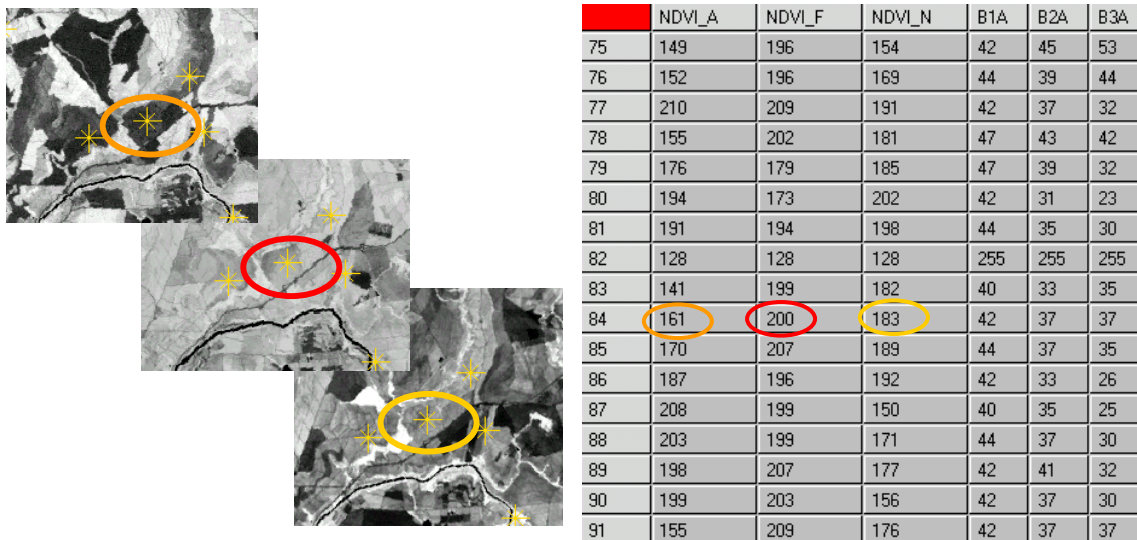 NDVI_A NDVI_F NDVI_N B1A B2A B3A
75 149 196 154 42 45 53
76 152 196 169 44 39 44
77 210 209 191 42 37 32
78 155 202 181 47 43 42
79 176 179 185 47 39 32
80 194 173 202 42 31 23
81 191 194 198 44 35 30
82 128 128 128 255 255 255
83 141 199 182 40 33 35
84 161 200 183 42 37 37
85 170 207 189 44 37 35
86 187 196 192 42 33 26
87 208 199 150 40 35 25
88 203 199 171 44 37 30
89 198 207 177 42 41 32
90 199 203 156 42 37 30
91 155 209 176 42 37 37